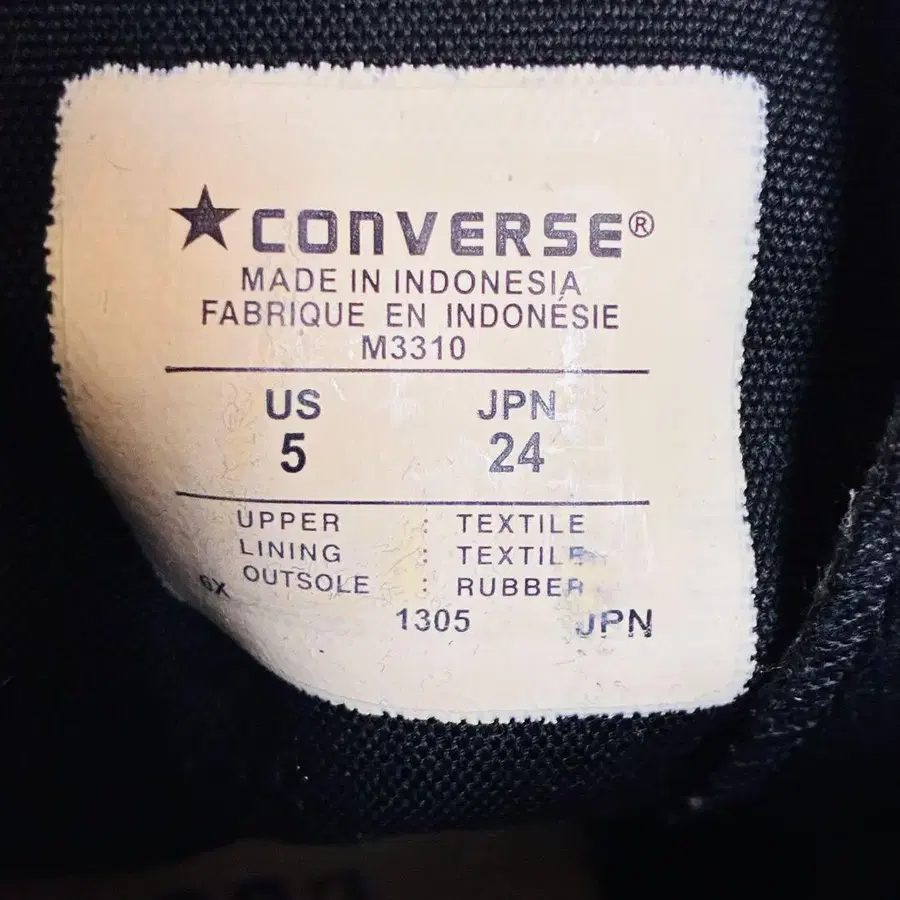 ★CONVERSE®
MADE IN INDONESIA
FABRIQUE EN INDONÉSIE
M3310
US JPN
5 24
UPPER : TEXTILE
LINING : TEXTILE
OUTSOLE : RUBBER
6X
1305 JPN